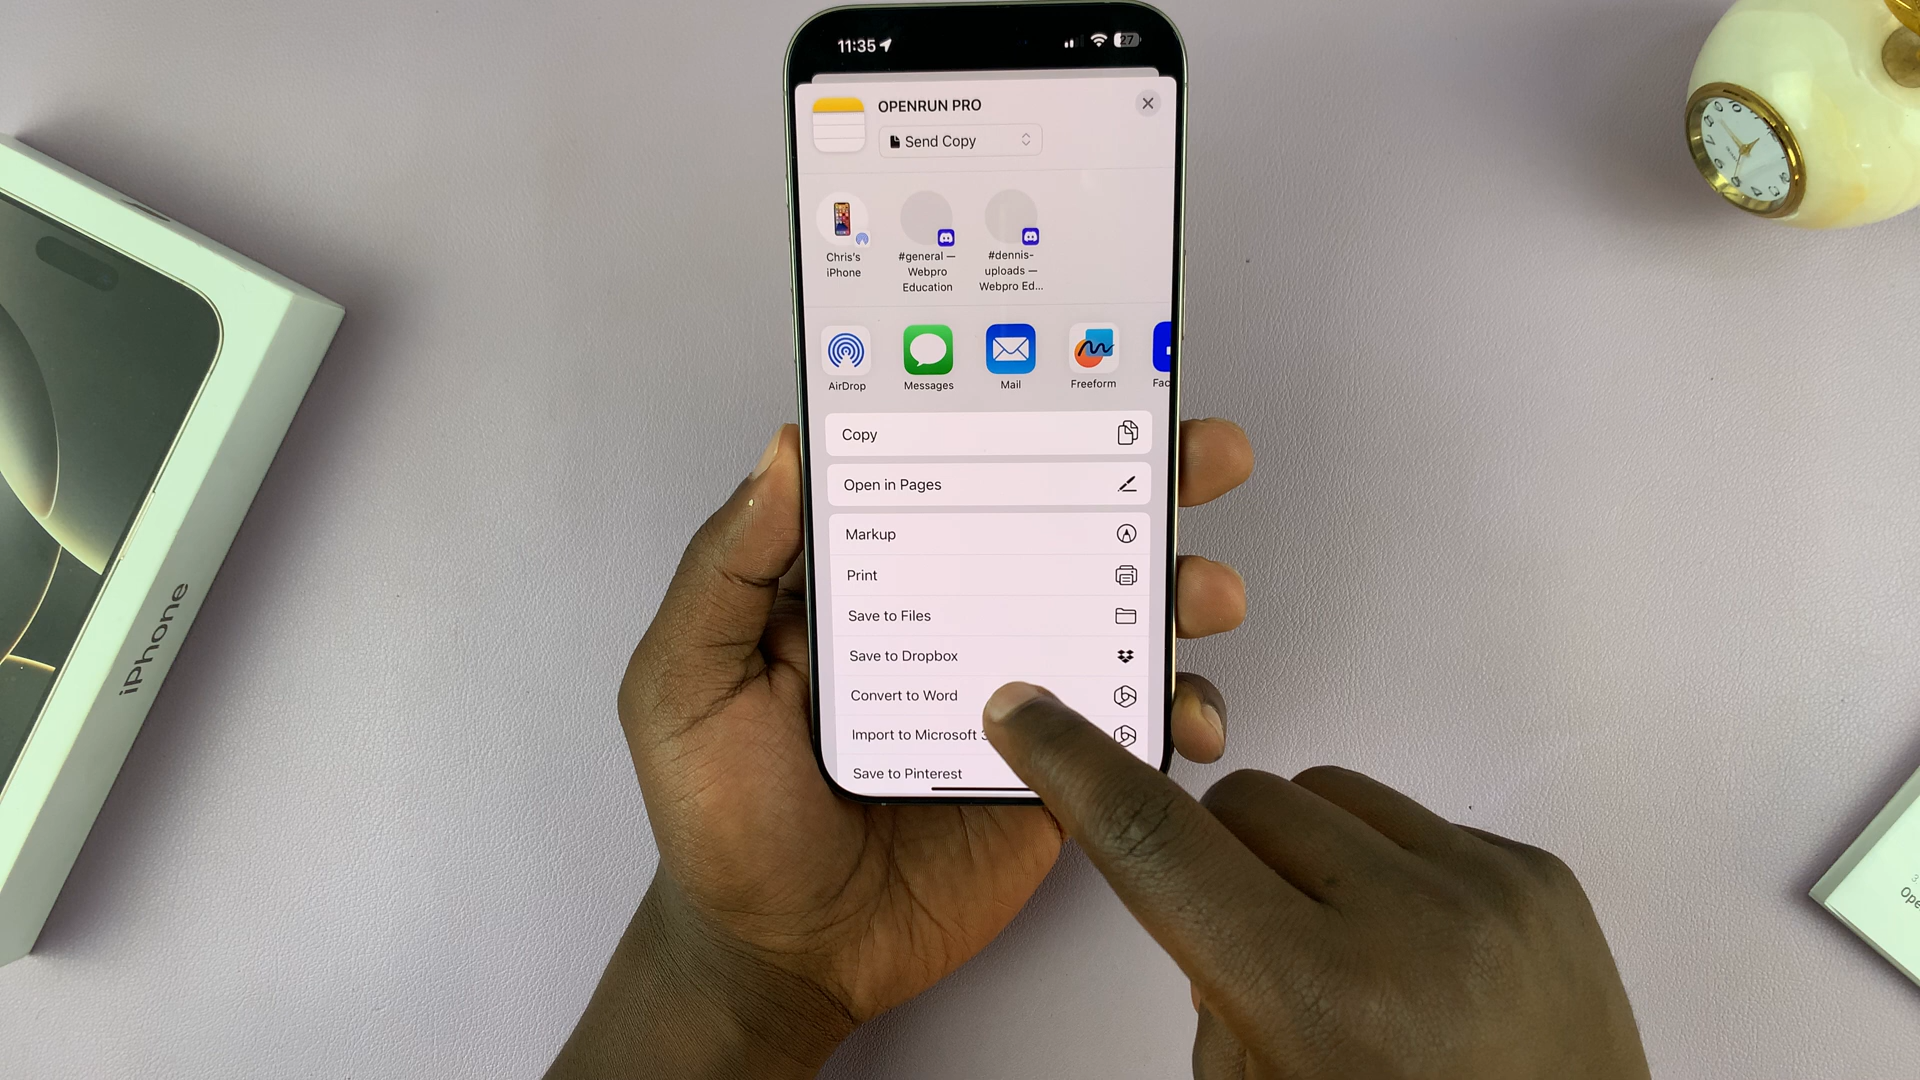 11:35
27
OPENRUN PRO
Send Copy
Chris's
iPhone
#general —
Webpro
Education
#dennis-
uploads —
Webpro Ed...
AirDrop
Messages
Mail
Freeform
Fac
Copy
Open in Pages
Markup
Print
Save to Files
Save to Dropbox
Convert to Word
Import to Microsoft 3
Save to Pinterest
iPhone
Ope